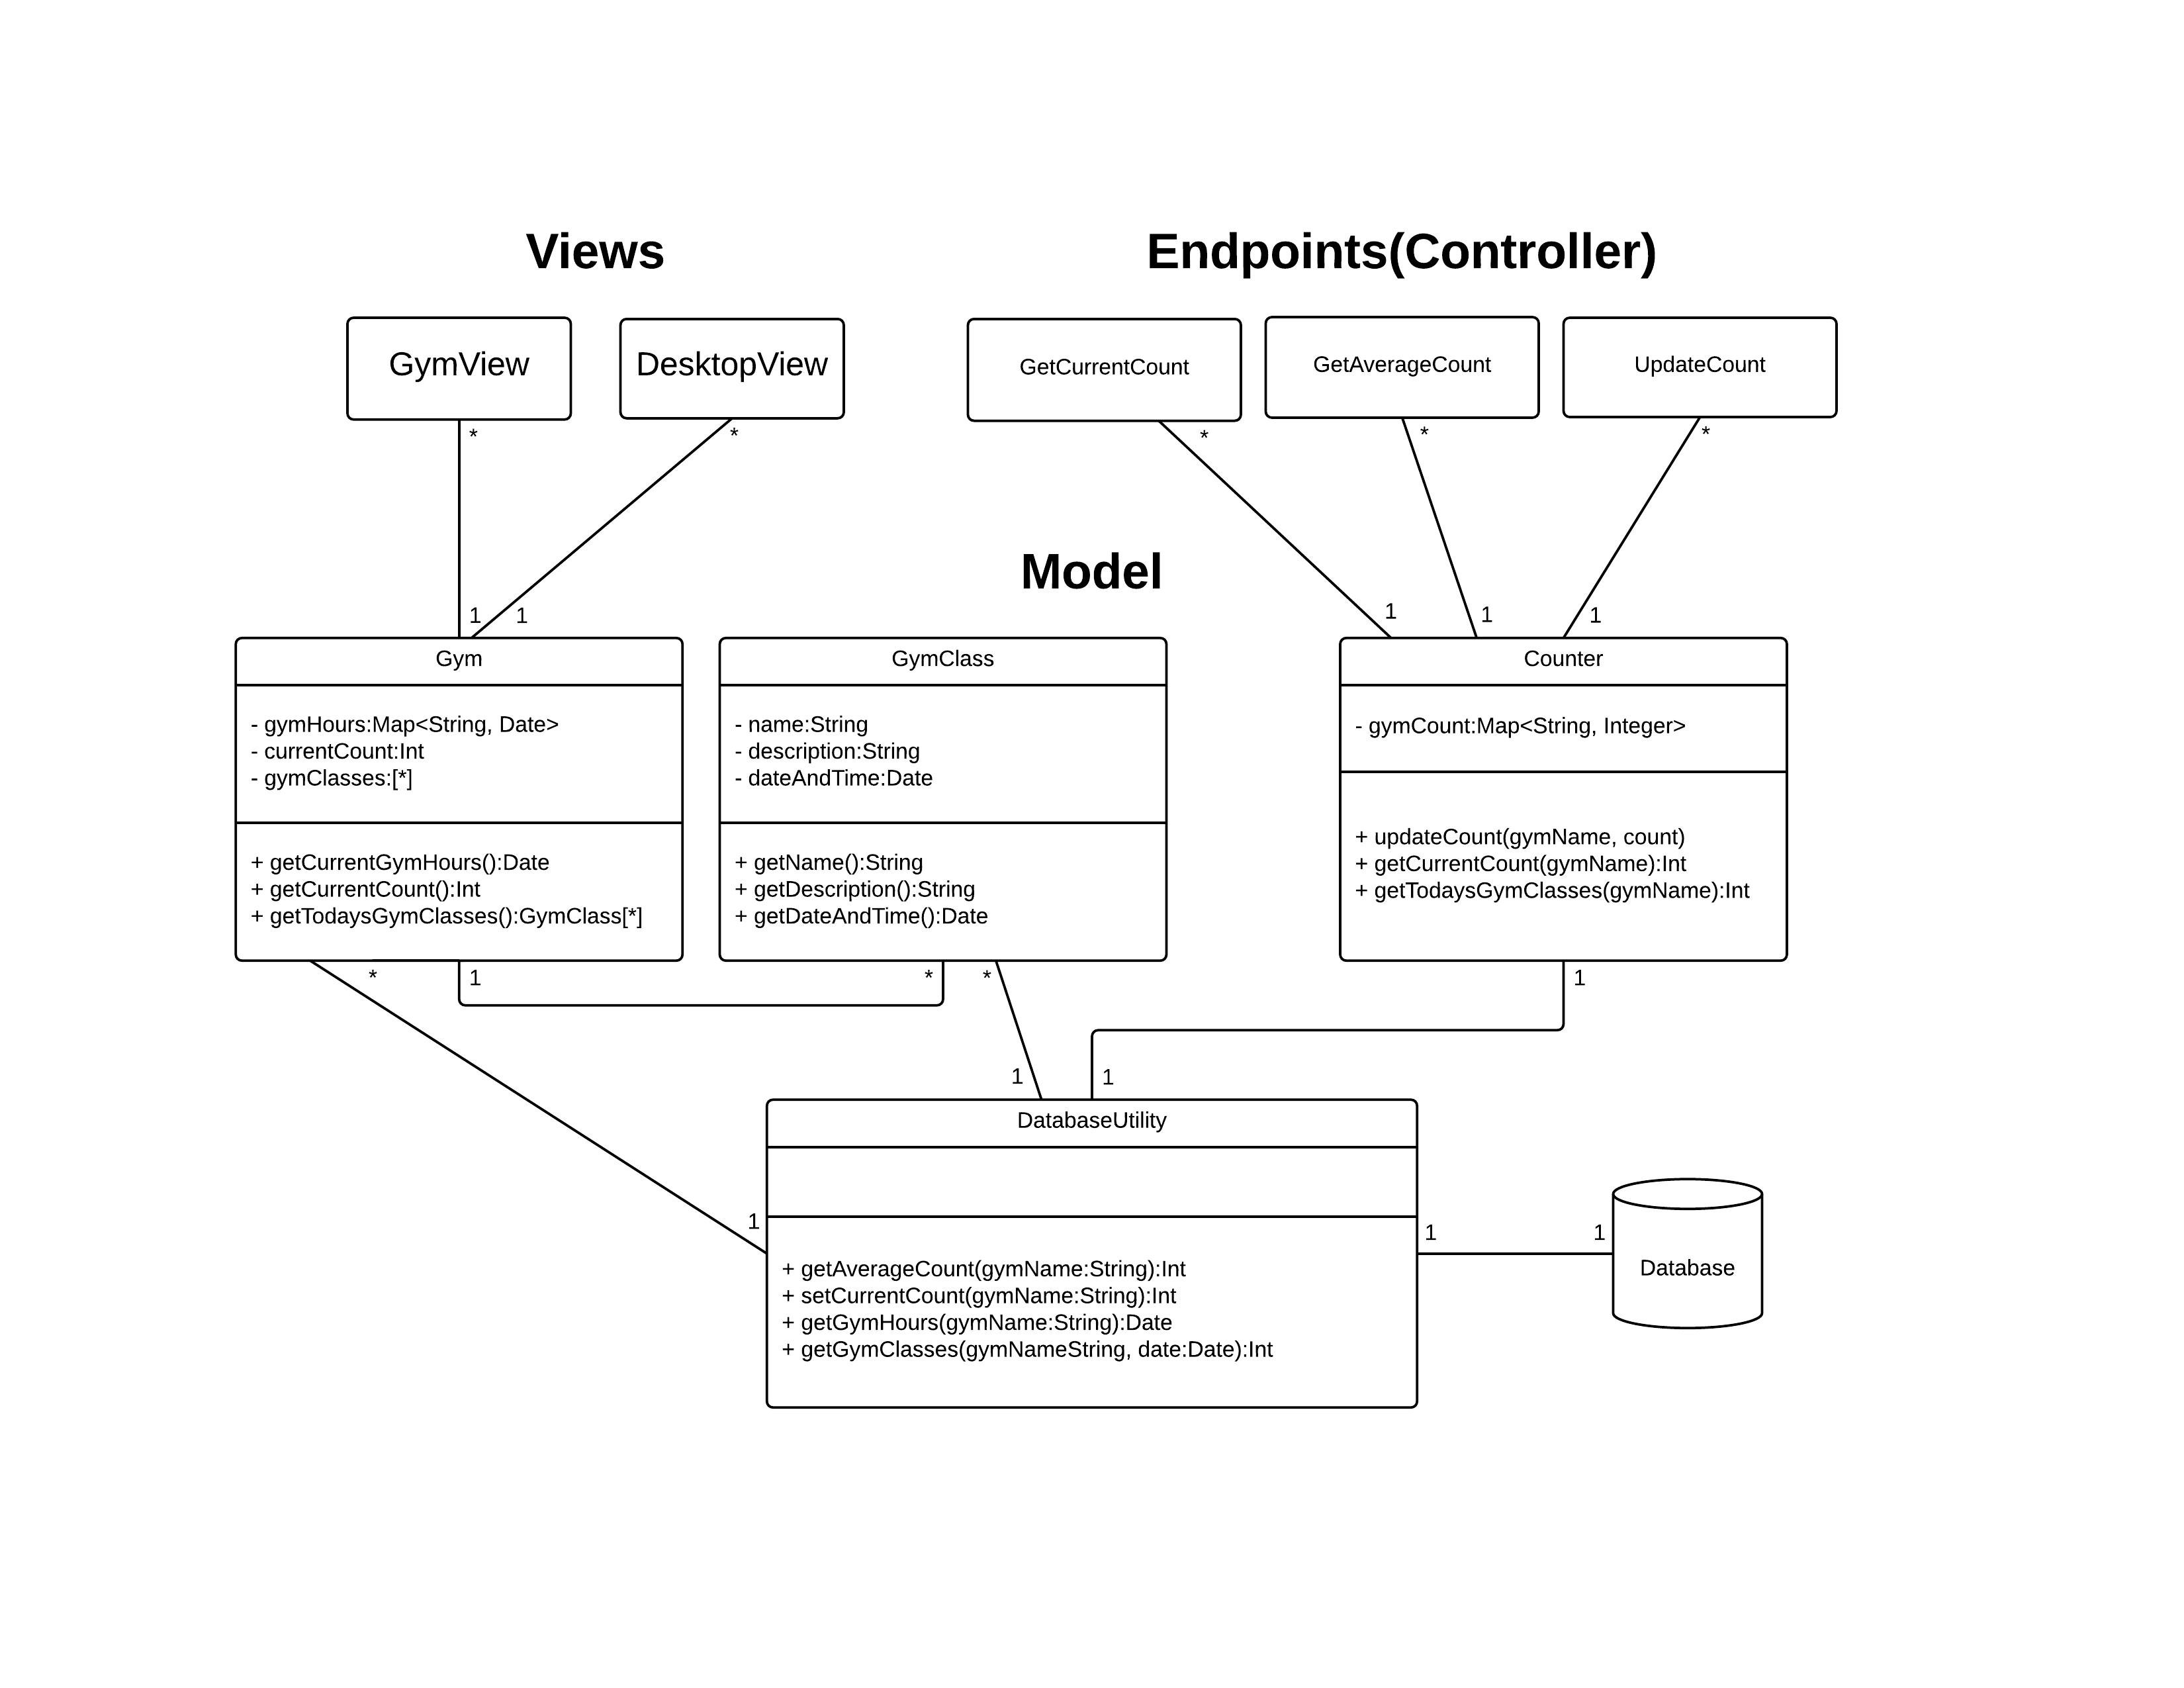 Views
Endpoints(Controller)
GymView
DesktopView
GetCurrentCount
GetAverageCount
UpdateCount
*
*
*
*
*
Model
1
1
1
1
1
Gym
- gymHours:Map<String, Date>
- currentCount:Int
- gymClasses:[*]
+ getCurrentGymHours():Date
+ getCurrentCount():Int
+ getTodaysGymClasses():GymClass[*]
GymClass
- name:String
- description:String
- dateAndTime:Date
+ getName():String
+ getDescription():String
+ getDateAndTime():Date
Counter
- gymCount:Map<String, Integer>
+ updateCount(gymName, count)
+ getCurrentCount(gymName):Int
+ getTodaysGymClasses(gymName):Int
*
1
*
*
1
1
1
DatabaseUtility
1
+ getAverageCount(gymName:String):Int
+ setCurrentCount(gymName:String):Int
+ getGymHours(gymName:String):Date
+ getGymClasses(gymNameString, date:Date):Int
1
1
Database